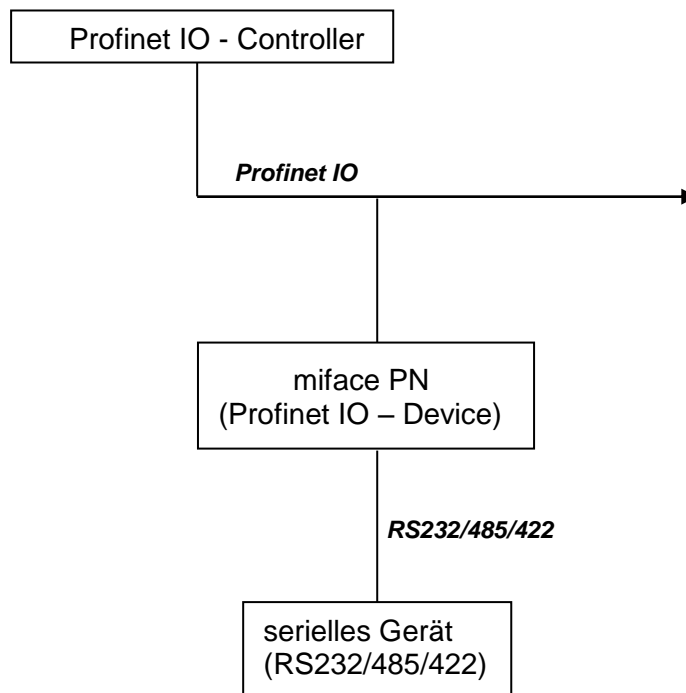 Profinet IO - Controller
Profinet IO
miface PN
(Profinet IO – Device)
RS232/485/422
serielles Gerät
(RS232/485/422)